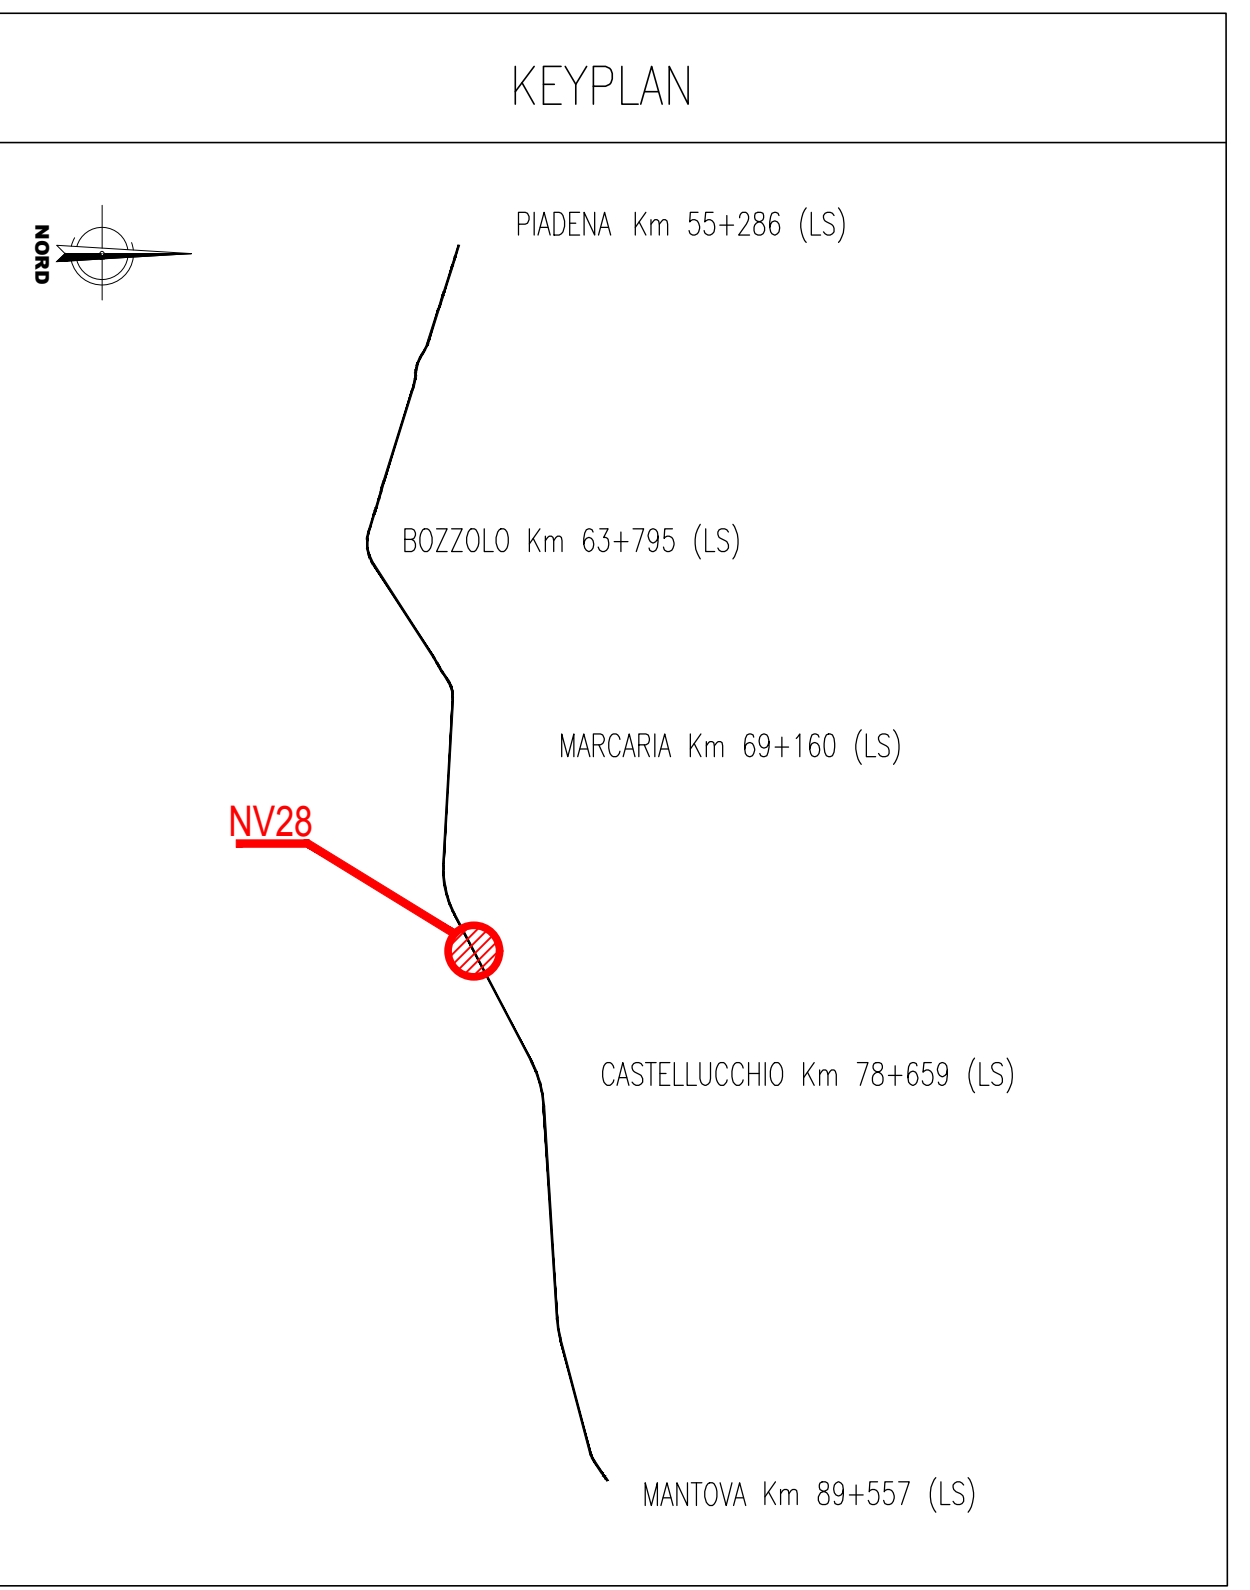 KEYPLAN
NORD
PIADENA Km 55+286 (LS)
BOZZOLO Km 63+795 (LS)
MARCARIA Km 69+160 (LS)
NV28
CASTELLUCCHIO Km 78+659 (LS)
MANTOVA Km 89+557 (LS)